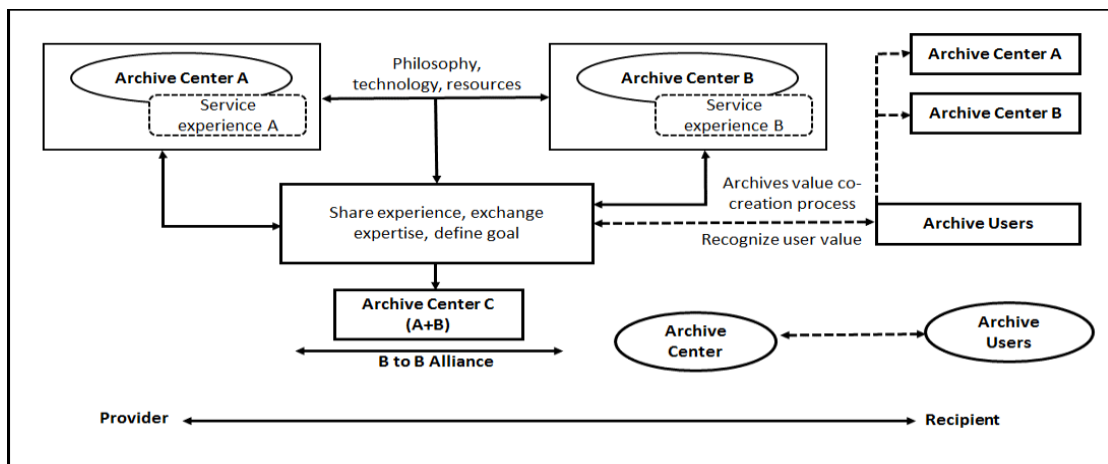 Archive Center A
Service
experience A
Philosophy,
technology, resources
Archive Center B
Service
experience B
Archive Center A
Archive Center B
Share experience, exchange
expertise, define goal
Archives value co-
creation process
Recognize user value
Archive Users
Archive Center C
(A+B)
B to B Alliance
Archive
Center
Archive
Users
Provider
Recipient